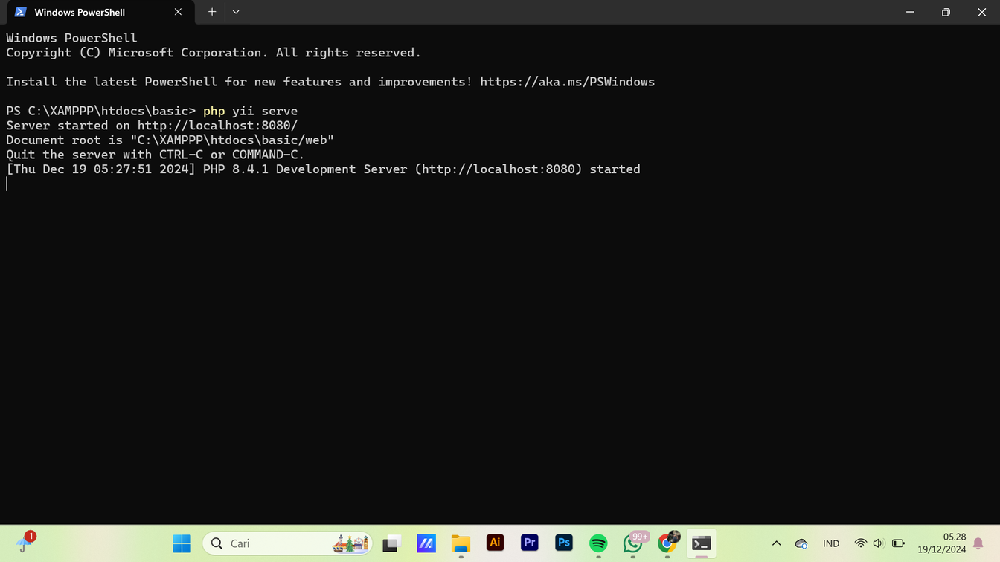 Windows PowerShell
Windows PowerShell
Copyright (C) Microsoft Corporation. All rights reserved.
Install the latest PowerShell for new features and improvements! https://aka.ms/PSWindows
PS C:\XAMPPP\htdocs\basic> php yii serve
Server started on http://localhost:8080/
Document root is "C:\XAMPPP\htdocs\basic/web"
Quit the server with CTRL-C or COMMAND-C.
[Thu Dec 19 05:27:51 2024] PHP 8.4.1 Development Server (http://localhost:8080) started
1
Cari
Ai
Pr
Ps
99+
IND
05.28
19/12/2024